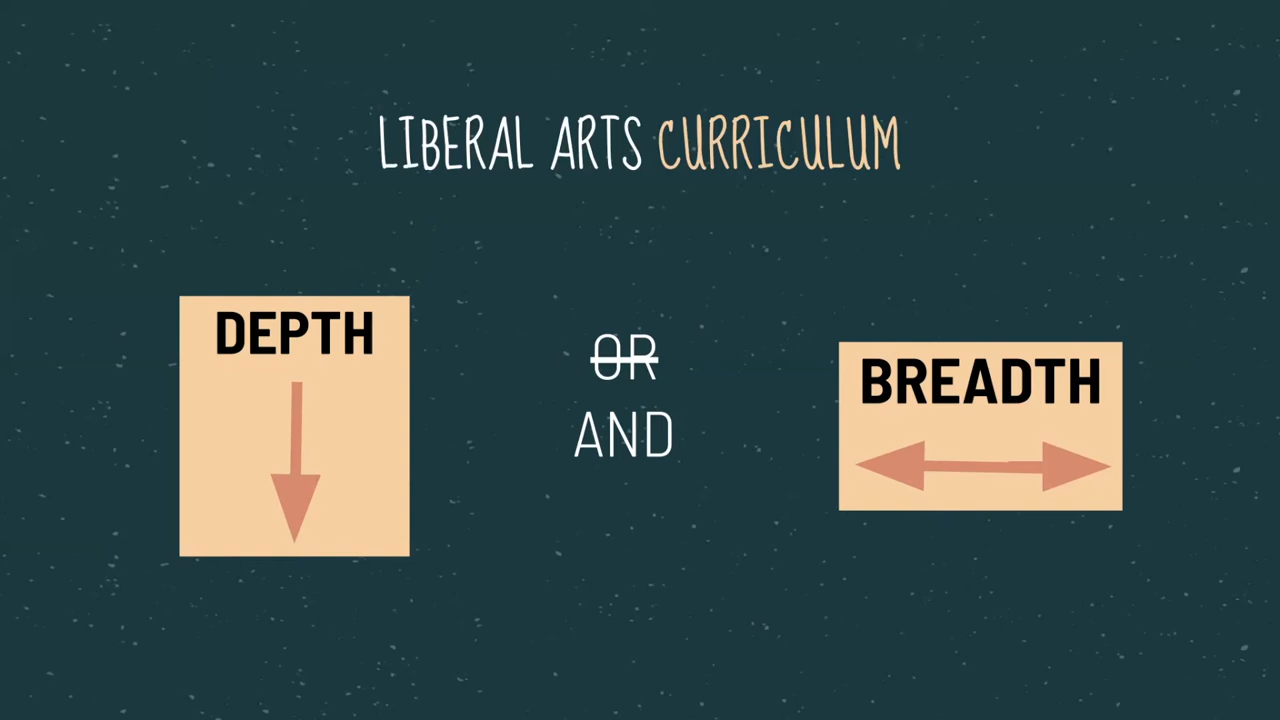 LIBERAL ARTS CURRICULUM
DEPTH
OR
AND
BREADTH